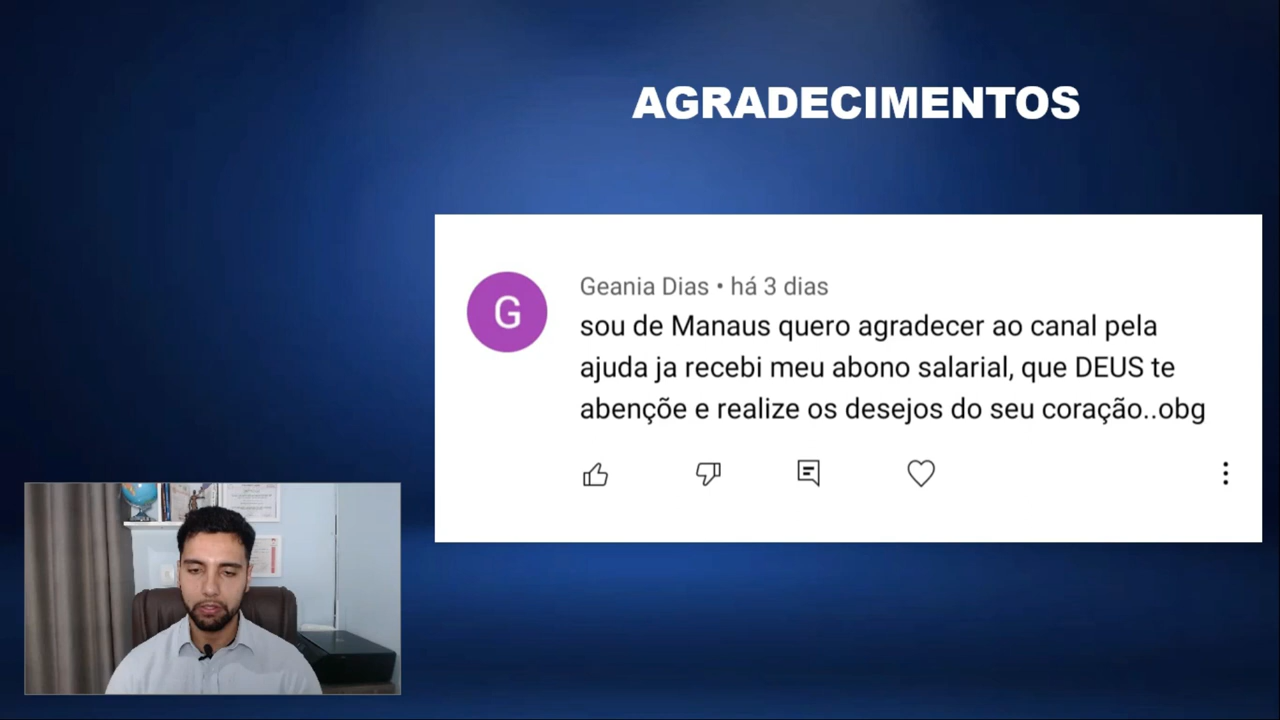 AGRADECIMENTOS
G
Geania Dias • há 3 dias
sou de Manaus quero agradecer ao canal pela
ajuda ja recebi meu abono salarial, que DEUS te
abençõe e realize os desejos do seu coração..obg